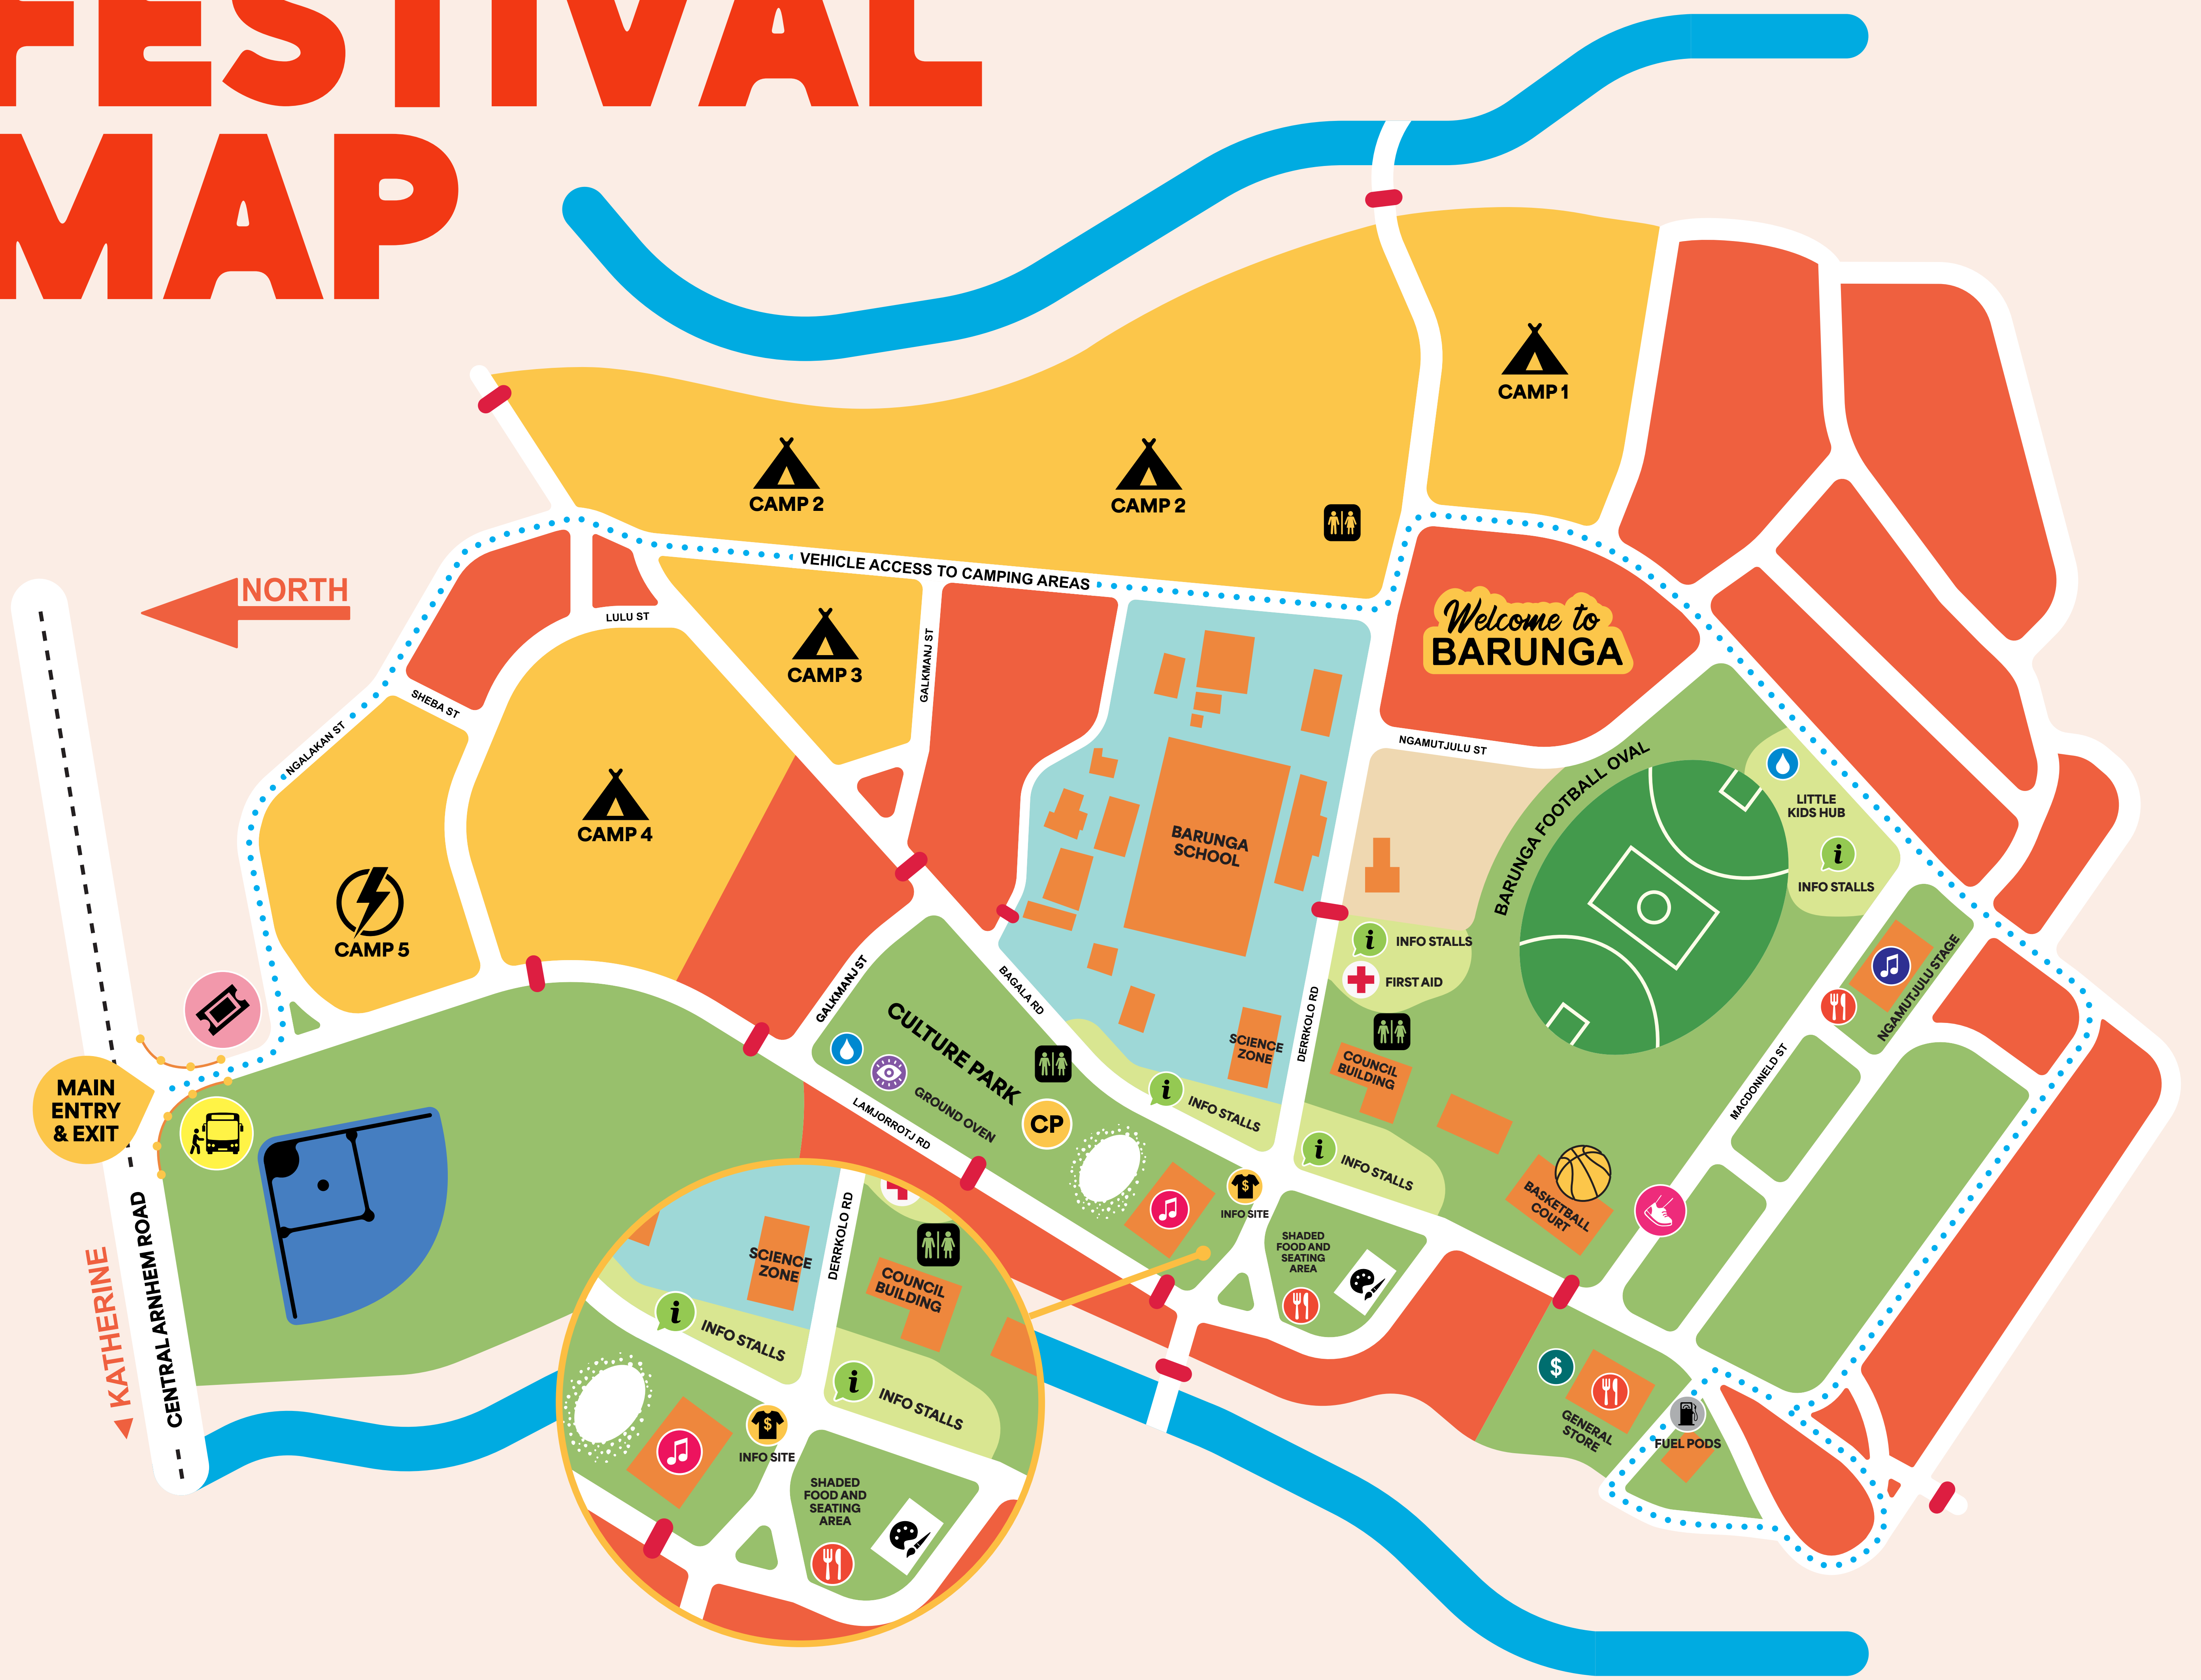 FESTIVAL
MAP
CAMP 1
CAMP 2
CAMP 2
VEHICLE ACCESS TO CAMPING AREAS
NORTH
LULU ST
Welcome to
BARUNGA
GALKMANJ ST
CAMP 3
SHEBA ST
NGALAKAN ST
NGAMUTJULU ST
BARUNGA FOOTBALL OVAL
LITTLE
KIDS HUB
i
INFO STALLS
CAMP 4
BARUNGA
SCHOOL
CAMP 5
i
INFO STALLS
FIRST AID
NGAMUTJULU STAGE
GALKMANJ ST
BAGALA RD
DERRKOLO RD
CULTURE PARK
SCIENCE
ZONE
COUNCIL
BUILDING
MACDONNELD ST
GROUND OVEN
CP
LAMJORROTJ RD
i
INFO STALLS
i
INFO STALLS
MAIN
ENTRY
& EXIT
BASKETBALL
COURT
$
INFO SITE
SHADED
FOOD AND
SEATING
AREA
KATHERINE
CENTRAL ARNHEM ROAD
DERRKOLO RD
SCIENCE
ZONE
COUNCIL
BUILDING
i
INFO STALLS
i
INFO STALLS
$
INFO SITE
SHADED
FOOD AND
SEATING
AREA
$
GENERAL
STORE
FUEL PODS